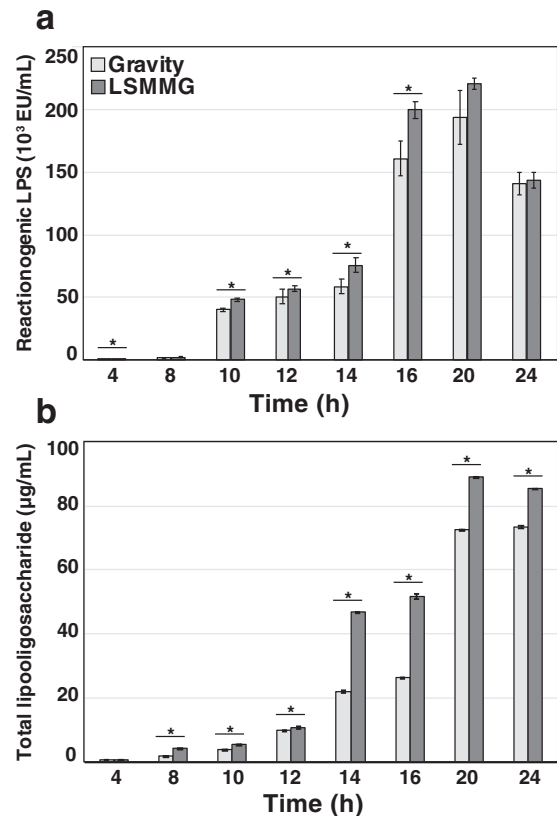 a
Reactionogenic LPS (10³ EU/mL)
250
200
150
100
50
0
Gravity
LSMMG
*
*
*
*
*
4 8 10 12 14 16 20 24
Time (h)
b
Total lipooligosaccharide (µg/mL)
100
80
60
40
20
0
*
*
*
*
*
*
*
4 8 10 12 14 16 20 24
Time (h)